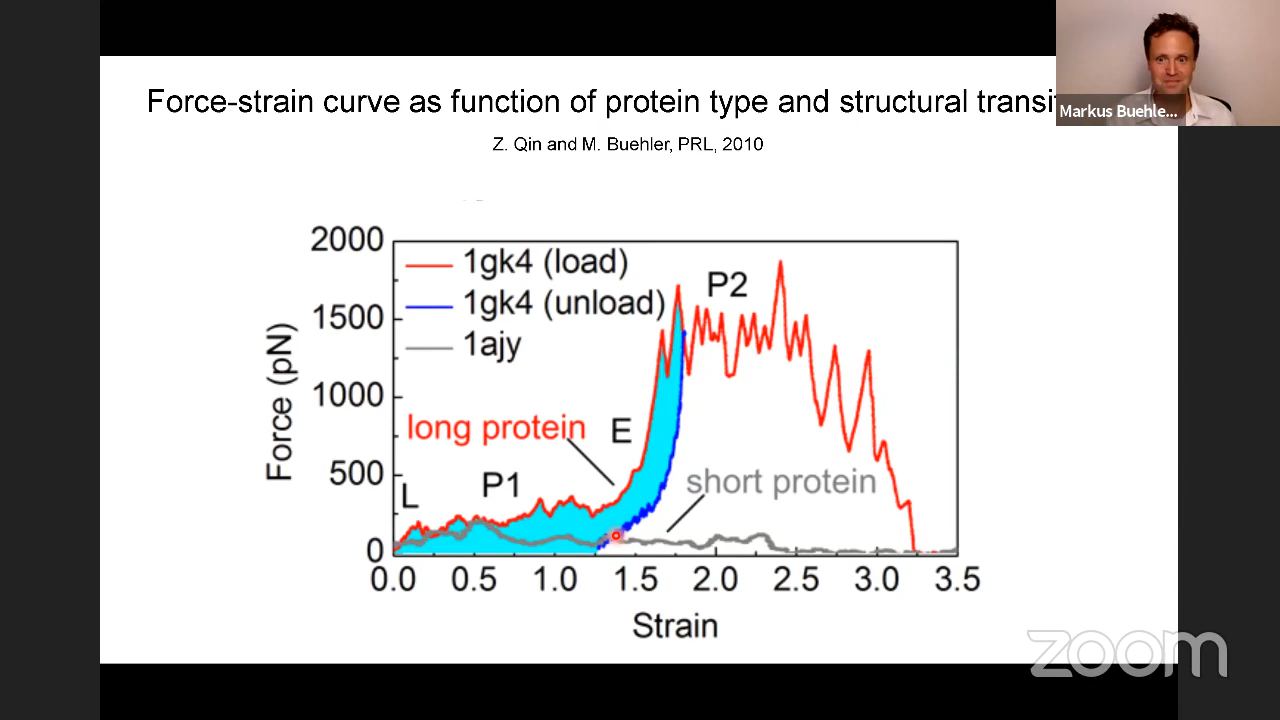 Force-strain curve as function of protein type and structural transit
Markus Buehle...
Z. Qin and M. Buehler, PRL, 2010
2000
1500
1000
500
0
Force (pN)
1gk4 (load)
1gk4 (unload)
1ajy
P2
long protein
E
short protein
L
P1
0.0 0.5 1.0 1.5 2.0 2.5 3.0 3.5
Strain
zoom